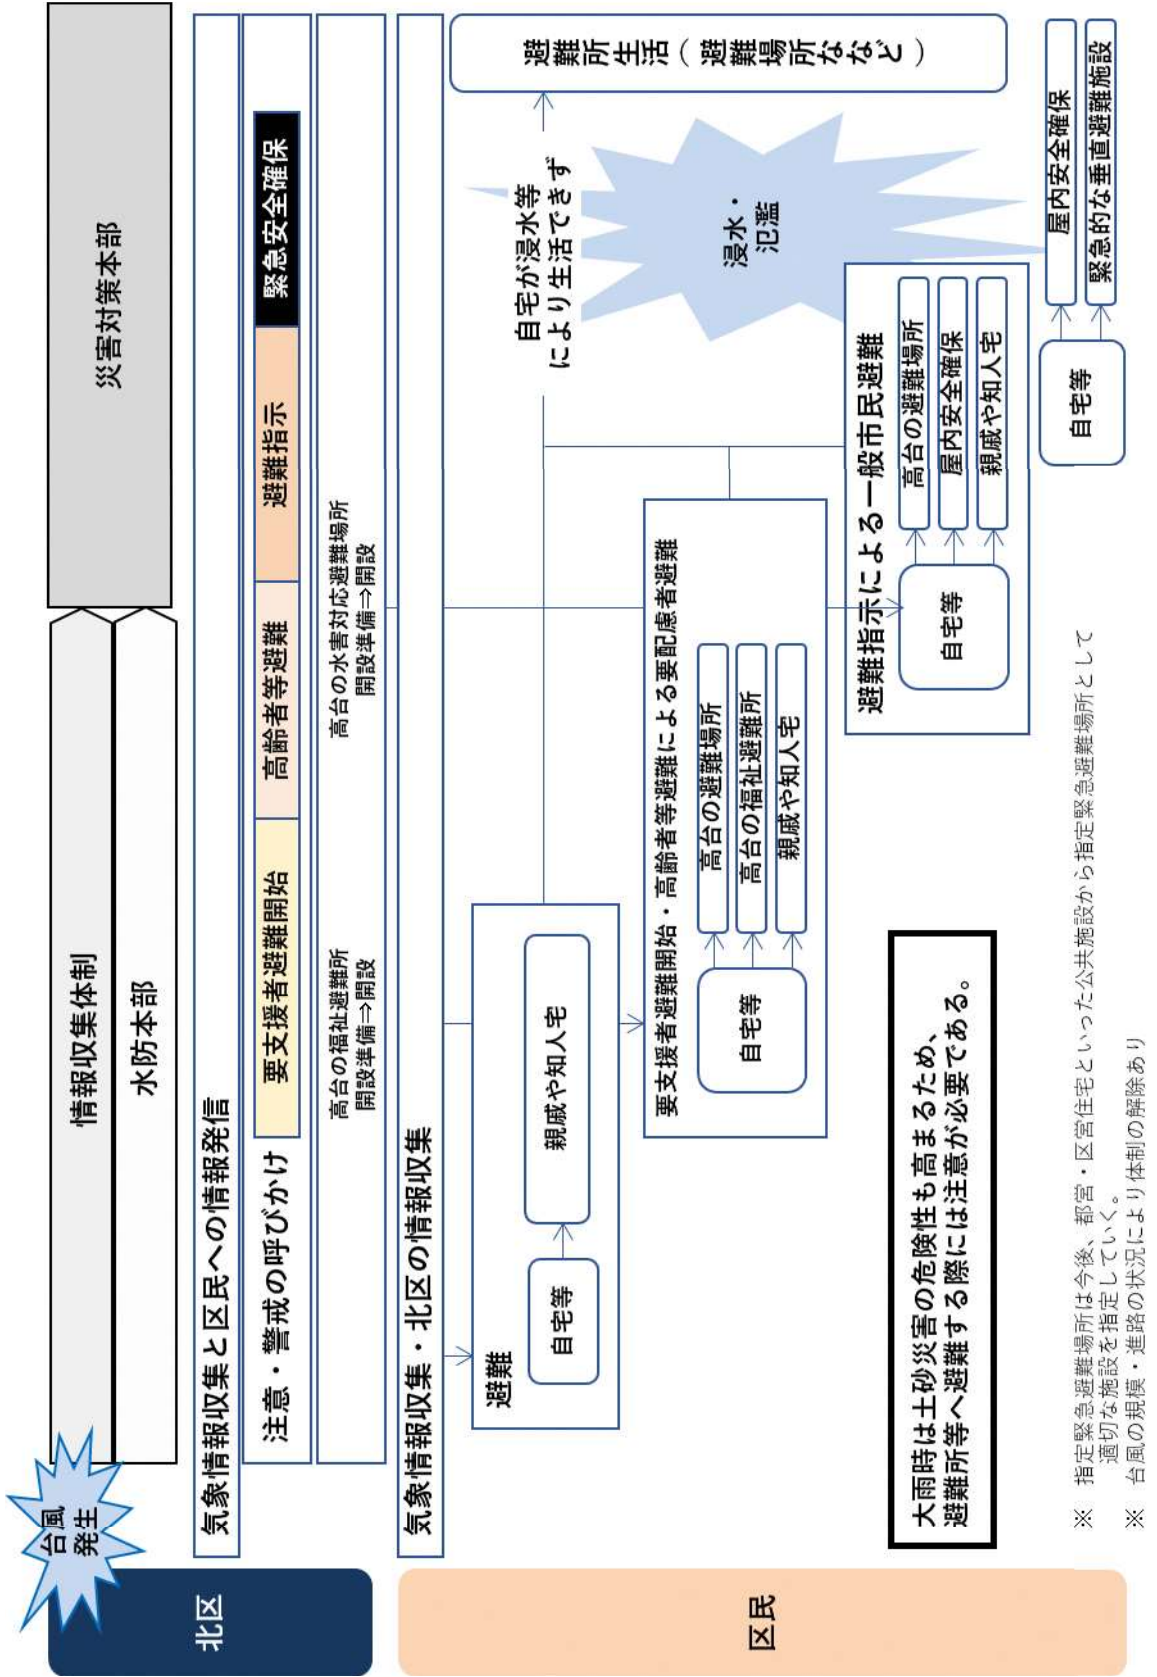 台風
発生
情報収集体制
水防本部
災害対策本部
北区
気象情報収集と区民への情報発信
注意・警戒の呼びかけ
要支援者避難開始
高齢者等避難
避難指示
緊急安全確保
高台の福祉避難所
開設準備⇒開設
高台の水害対応避難場所
開設準備⇒開設
区民
気象情報収集・北区の情報収集
避難
自宅等
親戚や知人宅
自宅が浸水等
により生活できず
避難所生活(避難場所ななど)
要支援者避難開始・高齢者等避難による要配慮者避難
自宅等
高台の避難場所
高台の福祉避難所
親戚や知人宅
浸水・
氾濫
避難指示による一般市民避難
自宅等
高台の避難場所
屋内安全確保
親戚や知人宅
自宅等
屋内安全確保
緊急的な垂直避難施設
大雨時は土砂災害の危険性も高まるため、
避難所等へ避難する際には注意が必要である。
※ 指定緊急避難場所は今後、都営・区営住宅といった公共施設から指定緊急避難場所として
適切な施設を指定していく。
※ 台風の規模・進路の状況により体制の解除あり